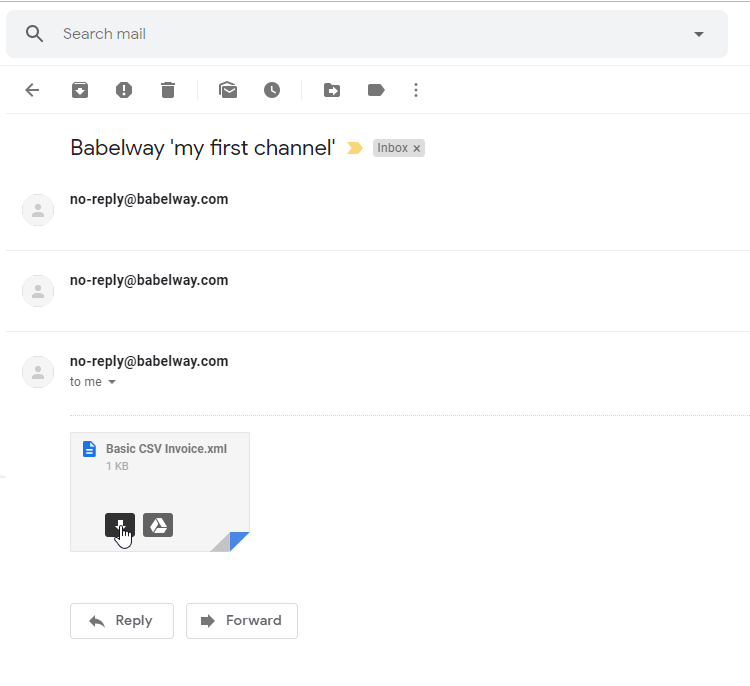 Search mail
Babelway 'my first channel' Inbox ×
no-reply@babelway.com
no-reply@babelway.com
no-reply@babelway.com
to me
Basic CSV Invoice.xml
1 KB
Reply Forward